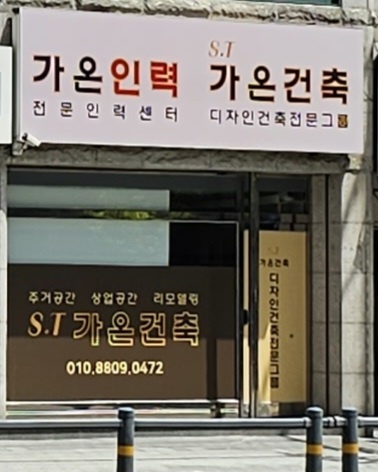 가온인력
전문인력센터
S.T
가온건축
디자인건축전문그룹
주거공간 상업공간 리모델링
S.T 가온건축
010.8809.0472
S.T
가온건축
디자인건축전문그룹